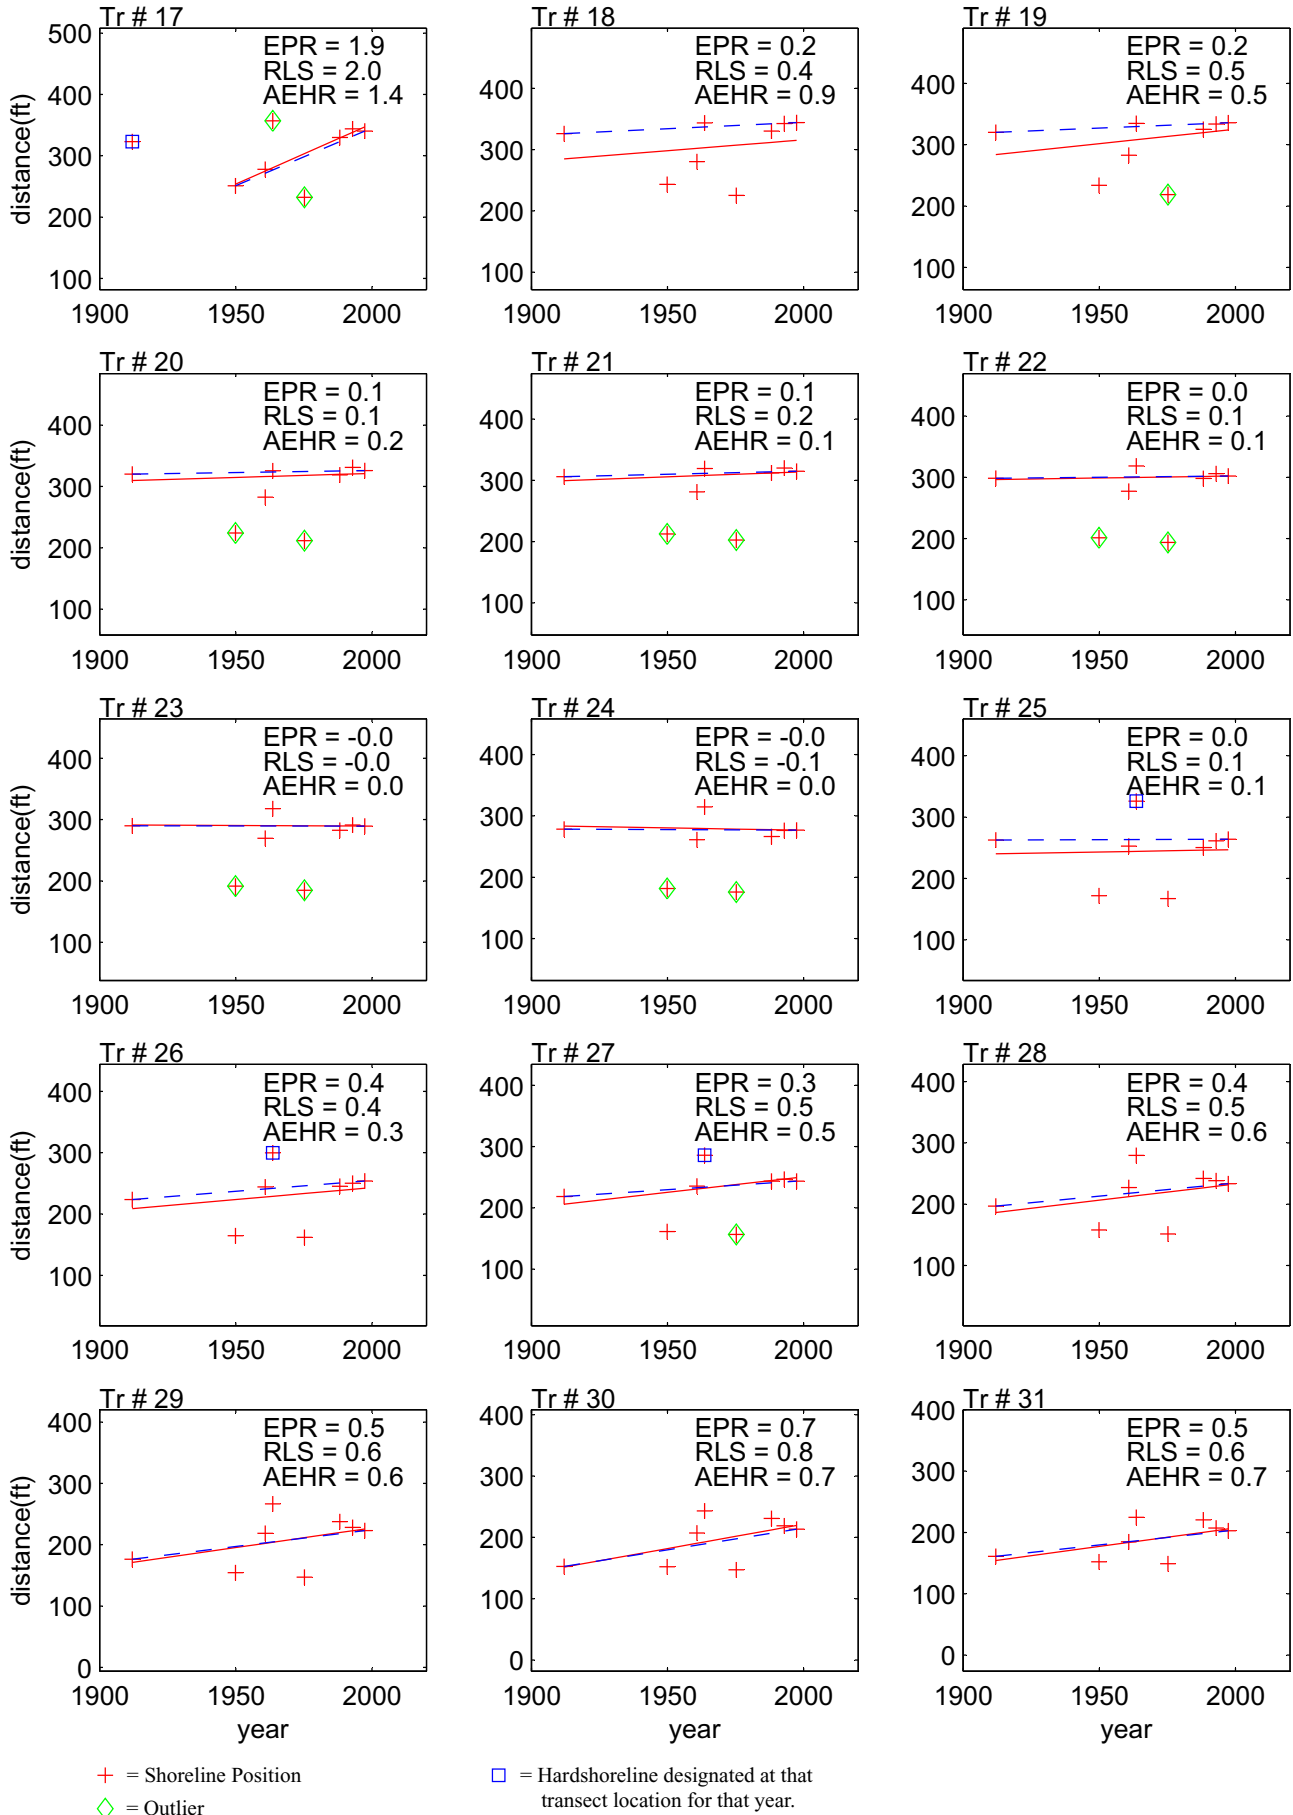 Tr # 17
EPR = 1.9
RLS = 2.0
AEHR = 1.4
500
400
300
200
100
distance(ft)
1900 1950 2000
Tr # 18
EPR = 0.2
RLS = 0.4
AEHR = 0.9
400
300
200
100
1900 1950 2000
Tr # 19
EPR = 0.2
RLS = 0.5
AEHR = 0.5
400
300
200
100
1900 1950 2000
Tr # 20
EPR = 0.1
RLS = 0.1
AEHR = 0.2
400
300
200
100
distance(ft)
1900 1950 2000
Tr # 21
EPR = 0.1
RLS = 0.2
AEHR = 0.1
400
300
200
100
1900 1950 2000
Tr # 22
EPR = 0.0
RLS = 0.1
AEHR = 0.1
400
300
200
100
1900 1950 2000
Tr # 23
EPR = -0.0
RLS = -0.0
AEHR = 0.0
400
300
200
100
distance(ft)
1900 1950 2000
Tr # 24
EPR = -0.0
RLS = -0.1
AEHR = 0.0
400
300
200
100
1900 1950 2000
Tr # 25
EPR = 0.0
RLS = 0.1
AEHR = 0.1
400
300
200
100
1900 1950 2000
Tr # 26
EPR = 0.4
RLS = 0.4
AEHR = 0.3
400
300
200
100
distance(ft)
1900 1950 2000
Tr # 27
EPR = 0.3
RLS = 0.5
AEHR = 0.5
400
300
200
100
1900 1950 2000
Tr # 28
EPR = 0.4
RLS = 0.5
AEHR = 0.6
400
300
200
100
1900 1950 2000
Tr # 29
EPR = 0.5
RLS = 0.6
AEHR = 0.6
400
300
200
100
0
distance(ft)
1900 1950 2000
year
Tr # 30
EPR = 0.7
RLS = 0.8
AEHR = 0.7
400
300
200
100
0
1900 1950 2000
year
Tr # 31
EPR = 0.5
RLS = 0.6
AEHR = 0.7
400
300
200
100
0
1900 1950 2000
year
= Shoreline Position
= Outlier
= Hardshoreline designated at that
transect location for that year.